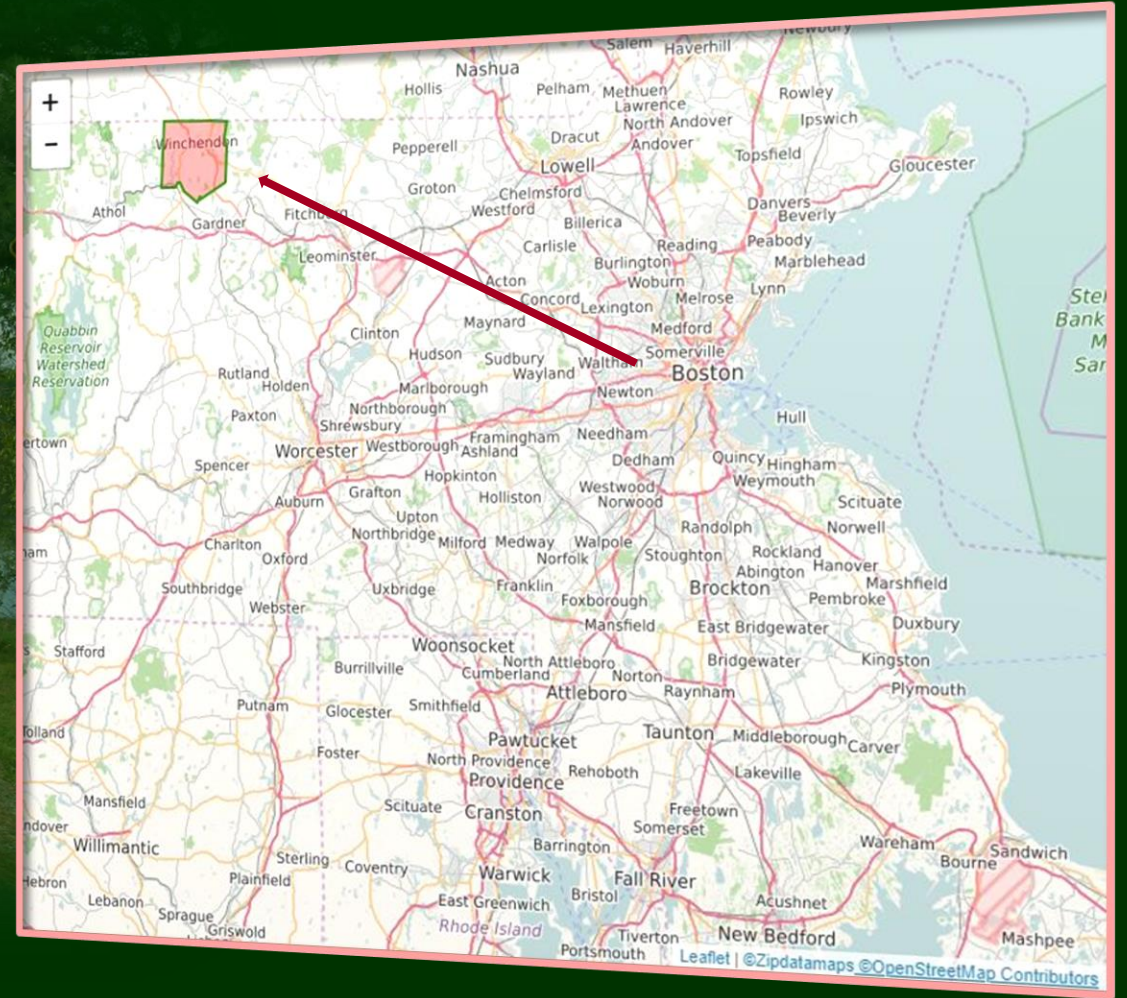 Newbury
Salem
Haverhill
Nashua
Hollis
Pelham
Methuen
Lawrence
Rowley
+
North Andover
Ipswich
Dracut
Andover
−
Winchendon
Pepperell
Topsfield
Gloucester
Lowell
Groton
Chelmsford
Athol
Fitchburg
Westford
Danvers
Beverly
Gardner
Billerica
Carlisle
Reading
Peabody
Leominster
Burlington
Marblehead
Acton
Woburn
Lynn
Concord
Lexington
Melrose
Stel
Bank
M
Sar
Maynard
Medford
Quabbin
Reservoir
Watershed
Reservation
Clinton
Hudson
Sudbury
Wayland
Waltham
Somerville
Boston
Rutland
Holden
Marlborough
Newton
Paxton
Northborough
Shrewsbury
Hull
ertown
Worcester
Westborough
Framingham
Ashland
Needham
Spencer
Dedham
Quincy
Hingham
Weymouth
Hopkinton
Auburn
Grafton
Holliston
Westwood
Norwood
Scituate
Upton
Northbridge
Milford
Medway
Walpole
Randolph
Norwell
ham
Charlton
Oxford
Norfolk
Stoughton
Rockland
Hanover
Abington
Southbridge
Uxbridge
Franklin
Brockton
Marshfield
Webster
Foxborough
Pembroke
Mansfield
East Bridgewater
Duxbury
s
Stafford
Woonsocket
Burrillville
Cumberland
North Attleboro
Norton
Bridgewater
Kingston
Attleboro
Raynham
Plymouth
Putnam
Glocester
Smithfield
Tolland
Pawtucket
Taunton
Middleborough
Carver
Foster
North Providence
Rehoboth
Lakeville
Providence
Mansfield
Scituate
Cranston
Freetown
Somerset
ndover
Willimantic
Barrington
Wareham
Sandwich
Bourne
Sterling
Coventry
Warwick
Fall River
Hebron
Plainfield
Bristol
Lebanon
East Greenwich
Acushnet
Sprague
Griswold
Rhode Island
Tiverton
New Bedford
Mashpee
Portsmouth
Leaflet | ©Zipdatamaps ©OpenStreetMap Contributors